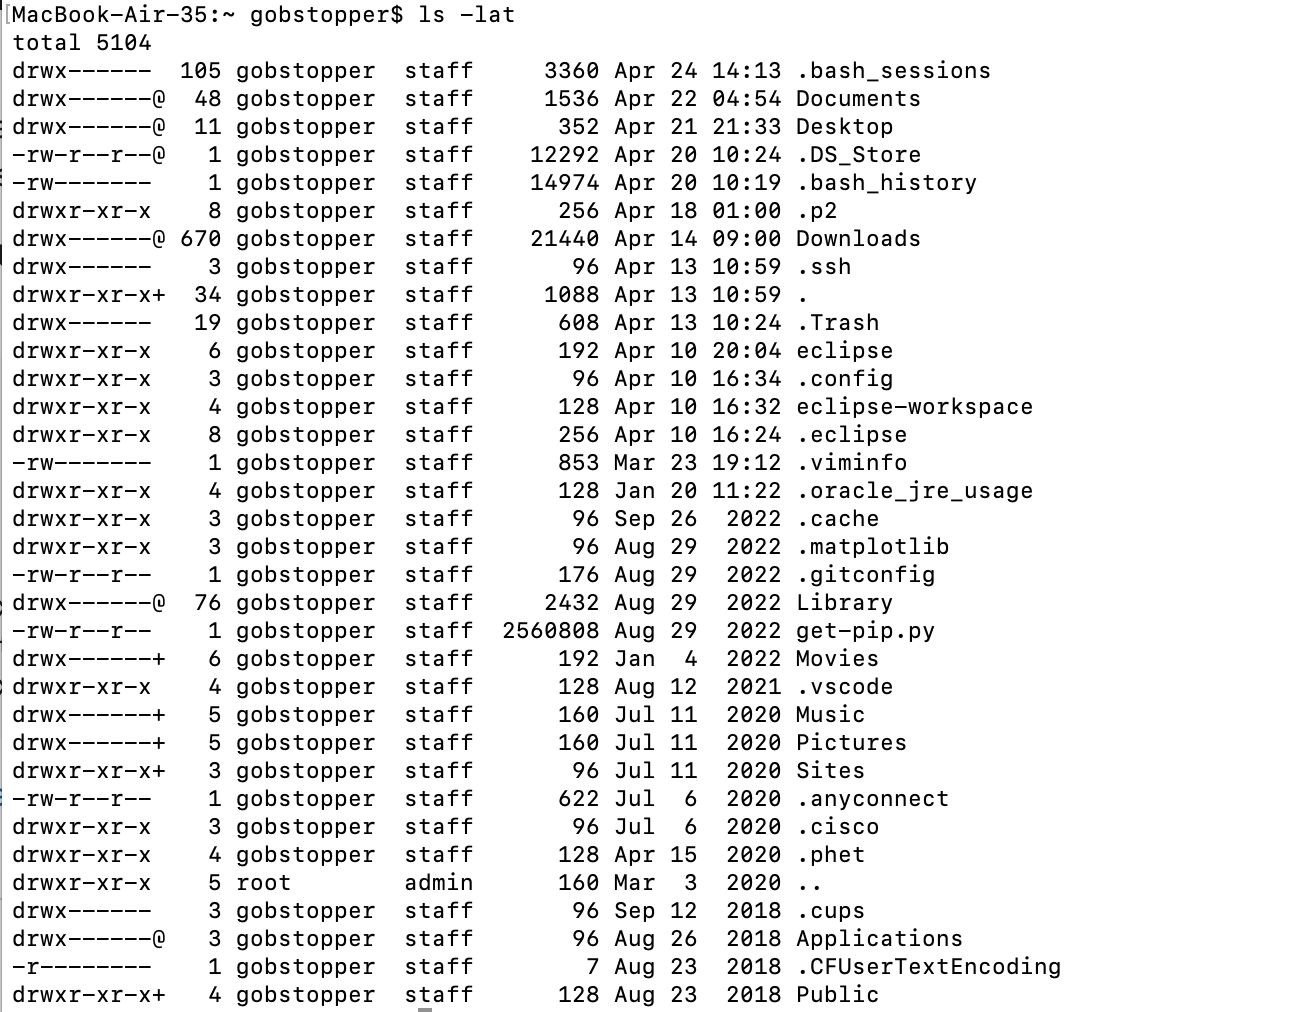 [MacBook-Air-35:~ gobstopper$ ls -lat
total 5104
drwx------  105 gobstopper  staff     3360 Apr 24 14:13 .bash_sessions
drwx------@  48 gobstopper  staff     1536 Apr 22 04:54 Documents
drwx------@  11 gobstopper  staff      352 Apr 21 21:33 Desktop
-rw-r--r--@   1 gobstopper  staff    12292 Apr 20 10:24 .DS_Store
-rw-------    1 gobstopper  staff    14974 Apr 20 10:19 .bash_history
drwxr-xr-x    8 gobstopper  staff      256 Apr 18 01:00 .p2
drwx------@ 670 gobstopper  staff    21440 Apr 14 09:00 Downloads
drwx------    3 gobstopper  staff       96 Apr 13 10:59 .ssh
drwxr-xr-x+  34 gobstopper  staff     1088 Apr 13 10:59 .
drwx------   19 gobstopper  staff      608 Apr 13 10:24 .Trash
drwxr-xr-x    6 gobstopper  staff      192 Apr 10 20:04 eclipse
drwxr-xr-x    3 gobstopper  staff       96 Apr 10 16:34 .config
drwxr-xr-x    4 gobstopper  staff      128 Apr 10 16:32 eclipse-workspace
drwxr-xr-x    8 gobstopper  staff      256 Apr 10 16:24 .eclipse
-rw-------    1 gobstopper  staff      853 Mar 23 19:12 .viminfo
drwxr-xr-x    4 gobstopper  staff      128 Jan 20 11:22 .oracle_jre_usage
drwxr-xr-x    3 gobstopper  staff       96 Sep 26  2022 .cache
drwxr-xr-x    3 gobstopper  staff       96 Aug 29  2022 .matplotlib
-rw-r--r--    1 gobstopper  staff      176 Aug 29  2022 .gitconfig
drwx------@  76 gobstopper  staff     2432 Aug 29  2022 Library
-rw-r--r--    1 gobstopper  staff  2560808 Aug 29  2022 get-pip.py
drwx------+   6 gobstopper  staff      192 Jan  4  2022 Movies
drwxr-xr-x    4 gobstopper  staff      128 Aug 12  2021 .vscode
drwx------+   5 gobstopper  staff      160 Jul 11  2020 Music
drwx------+   5 gobstopper  staff      160 Jul 11  2020 Pictures
drwxr-xr-x+   3 gobstopper  staff       96 Jul 11  2020 Sites
-rw-r--r--    1 gobstopper  staff      622 Jul  6  2020 .anyconnect
drwxr-xr-x    3 gobstopper  staff       96 Jul  6  2020 .cisco
drwxr-xr-x    4 gobstopper  staff      128 Apr 15  2020 .phet
drwxr-xr-x    5 root        admin      160 Mar  3  2020 ..
drwx------    3 gobstopper  staff       96 Sep 12  2018 .cups
drwx------@   3 gobstopper  staff       96 Aug 26  2018 Applications
-r--------    1 gobstopper  staff        7 Aug 23  2018 .CFUserTextEncoding
drwxr-xr-x+   4 gobstopper  staff      128 Aug 23  2018 Public